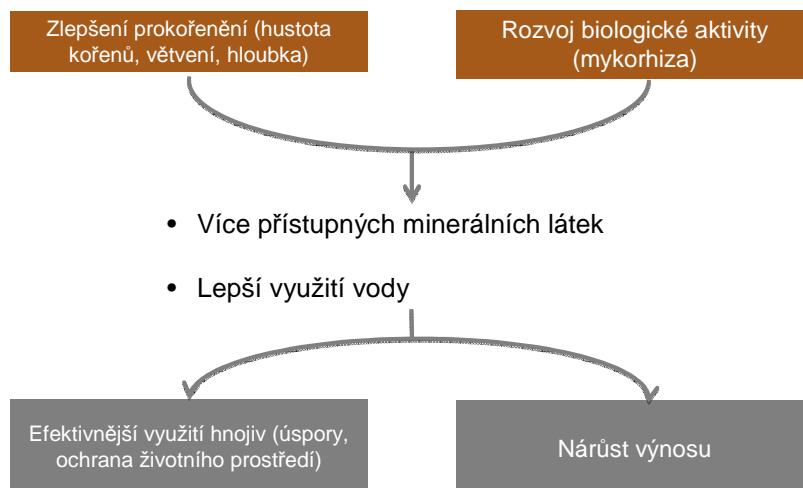 Zlepšení prokořenění (hustota
kořenů, větvení, hloubka)
Rozvoj biologické aktivity
(mykorhiza)
• Více přístupných minerálních látek
• Lepší využití vody
Efektivnější využití hnojiv (úspory,
ochrana životního prostředí)
Nárůst výnosu